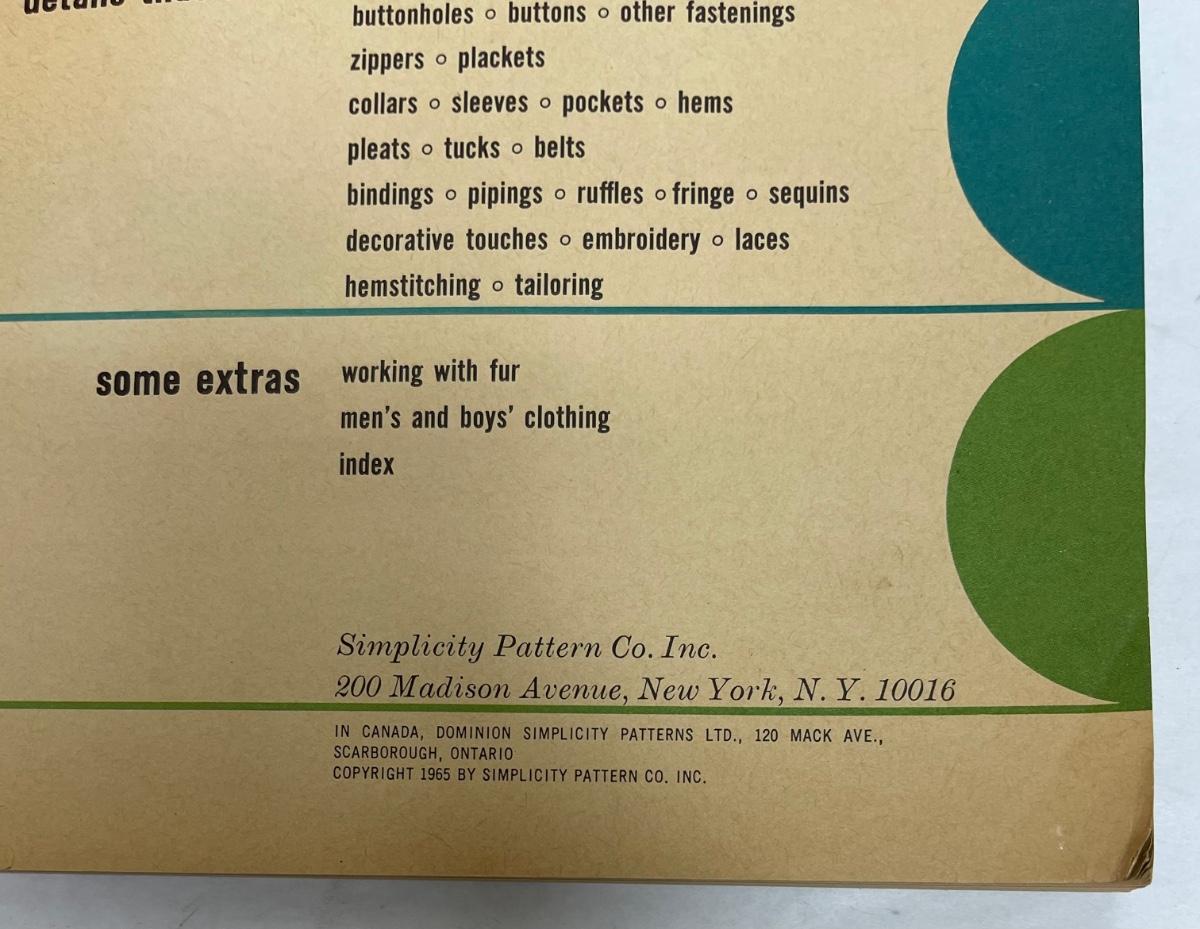 buttonholes o buttons o other fastenings
zippers o plackets
collars o sleeves o pockets o hems
pleats o tucks o belts
bindings o pipings o ruffles o fringe o sequins
decorative touches o embroidery o laces
hemstitching o tailoring
some extras
working with fur
men's and boys' clothing
index
Simplicity Pattern Co. Inc.
200 Madison Avenue, New York, N. Y. 10016
IN CANADA, DOMINION SIMPLICITY PATTERNS LTD., 120 MACK AVE.,
SCARBOROUGH, ONTARIO
COPYRIGHT 1965 BY SIMPLICITY PATTERN CO. INC.